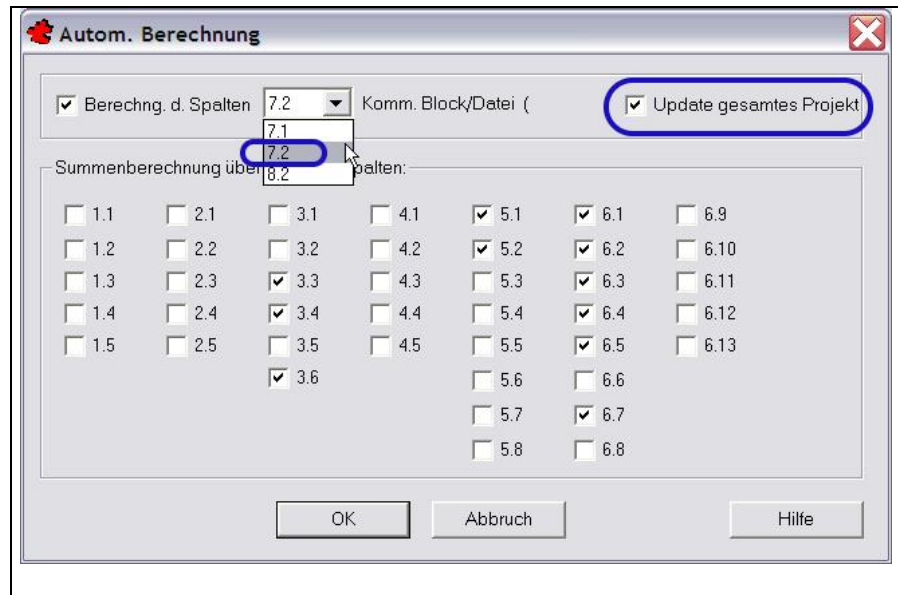 Autom. Berechnung
Berechng. d. Spalten 7.2 Komm. Block/Datei ( Update gesamtes Projekt
7.1
7.2
8.2
Summenberechnung über palten:
1.1 2.1 3.1 4.1 5.1 6.1 6.9
1.2 2.2 3.2 4.2 5.2 6.2 6.10
1.3 2.3 3.3 4.3 5.3 6.3 6.11
1.4 2.4 3.4 4.4 5.4 6.4 6.12
1.5 2.5 3.5 4.5 5.5 6.5 6.13
3.6 5.6 6.6
5.7 6.7
5.8 6.8
OK Abbruch Hilfe